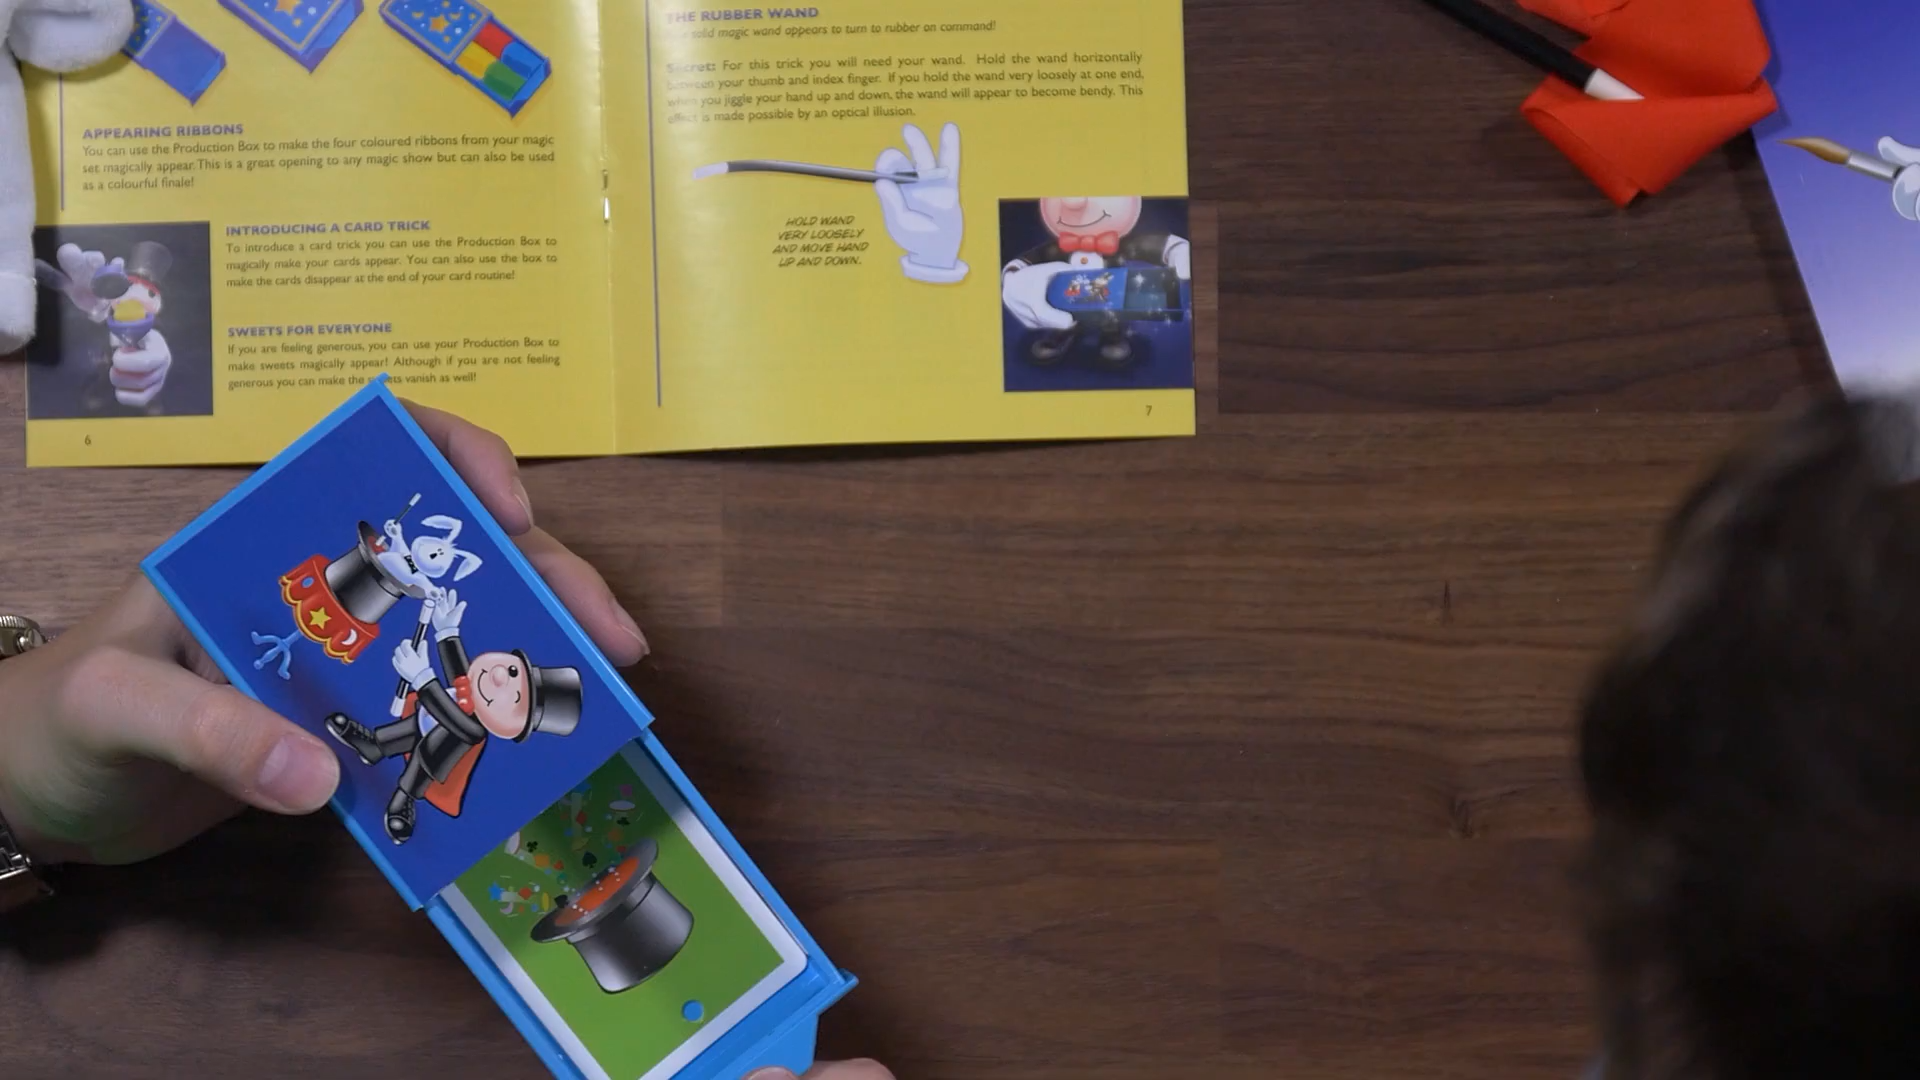 APPEARING RIBBONS
You can use the Production Box to make the four coloured ribbons from your magic
set magically appear. This is a great opening to any magic show but can also be used
as a colourful finale!
INTRODUCING A CARD TRICK
To introduce a card trick you can use the Production Box to
magically make your cards appear. You can also use the box to
make the cards disappear at the end of your card routine!
SWEETS FOR EVERYONE
If you are feeling generous, you can use your Production Box to
make sweets magically appear! Although if you are not feeling
generous you can make the sweets vanish as well!
6
THE RUBBER WAND
solid magic wand appears to turn to rubber on command!
Secret: For this trick you will need your wand. Hold the wand horizontally
between your thumb and index finger. If you hold the wand very loosely at one end,
when you jiggle your hand up and down, the wand will appear to become bendy. This
effect is made possible by an optical illusion.
HOLD WAND
VERY LOOSELY
AND MOVE HAND
UP AND DOWN.
7